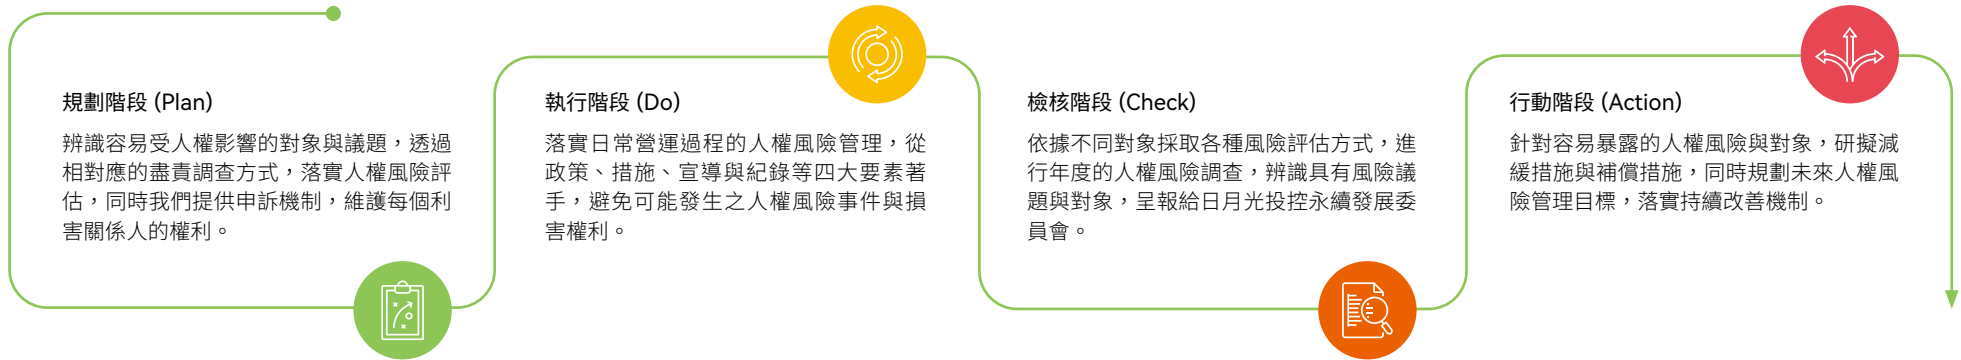 規劃階段 (Plan)
辨識容易受人權影響的對象與議題，透過
相對應的盡責調查方式，落實人權風險評
估，同時我們提供申訴機制，維護每個利
害關係人的權利。
執行階段 (Do)
落實日常營運過程的人權風險管理，從
政策、措施、宣導與紀錄等四大要素著
手，避免可能發生之人權風險事件與損
害權利。
檢核階段 (Check)
依據不同對象採取各種風險評估方式，進
行年度的人權風險調查，辨識具有風險議
題與對象，呈報給日月光投控永續發展委
員會。
行動階段 (Action)
針對容易暴露的人權風險與對象，研擬減
緩措施與補償措施，同時規劃未來人權風
險管理目標，落實持續改善機制。